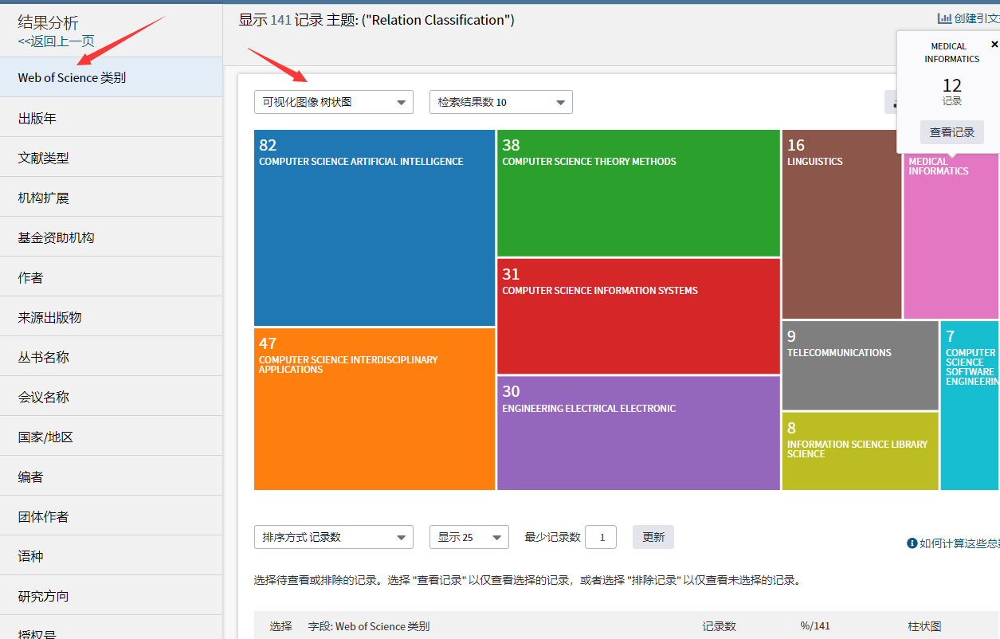 结果分析
<<返回上一页
Web of Science 类别
出版年
文献类型
机构扩展
基金资助机构
作者
来源出版物
丛书名称
会议名称
国家/地区
编者
团体作者
语种
研究方向
授权号
显示 141 记录 主题: ("Relation Classification")
创建引文
MEDICAL
INFORMATICS
12
记录
查看记录
可视化图像 树状图
检索结果数 10
82
COMPUTER SCIENCE ARTIFICIAL INTELLIGENCE
47
COMPUTER SCIENCE INTERDISCIPLINARY
APPLICATIONS
38
COMPUTER SCIENCE THEORY METHODS
31
COMPUTER SCIENCE INFORMATION SYSTEMS
30
ENGINEERING ELECTRICAL ELECTRONIC
16
LINGUISTICS
MEDICAL
INFORMATICS
9
TELECOMMUNICATIONS
8
INFORMATION SCIENCE LIBRARY
SCIENCE
7
COMPUTER
SCIENCE
SOFTWARE
ENGINEERIN
排序方式 记录数
显示 25
最少记录数
1
更新
如何计算这些总
选择待查看或排除的记录。选择 "查看记录" 以仅查看选择的记录，或者选择 "排除记录" 以仅查看未选择的记录。
选择
字段: Web of Science 类别
记录数
%/141
柱状图